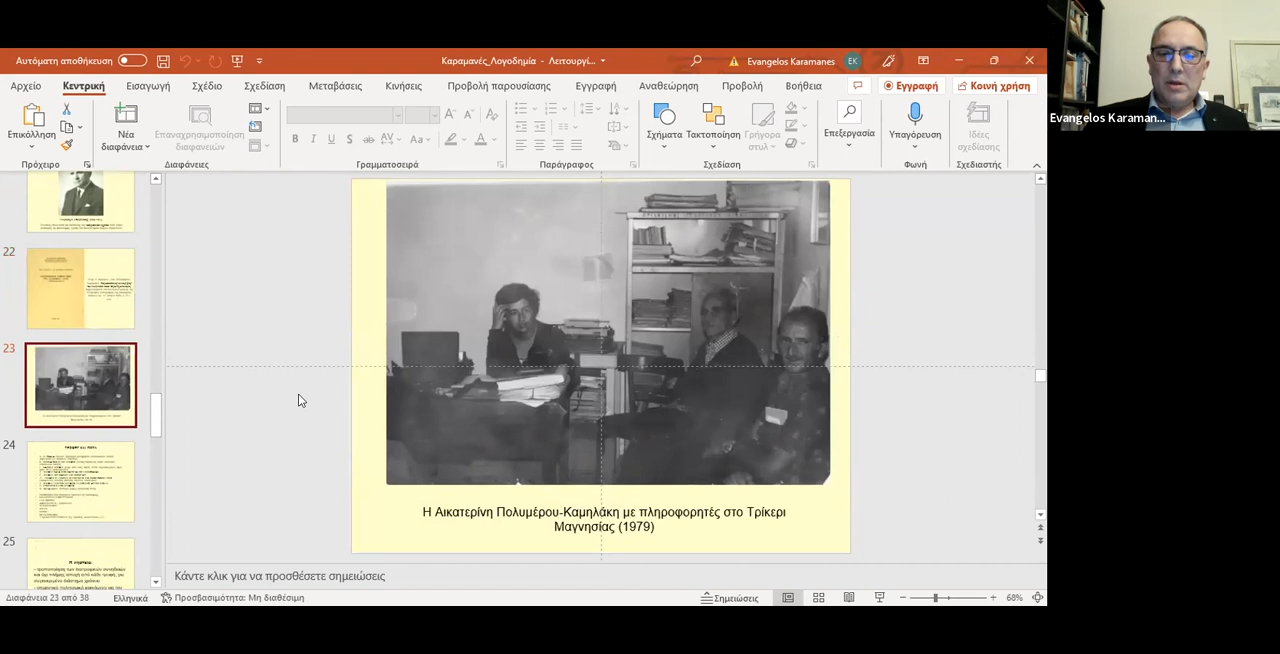 Αυτόματη αποθήκευση
Καραμανές_Λογοδημία - Λειτουργί...
Evangelos Karamanes
EK
Αρχείο Κεντρική Εισαγωγή Σχέδιο Σχεδίαση Μεταβάσεις Κινήσεις Προβολή παρουσίασης Εγγραφή Αναθεώρηση Προβολή Βοήθεια Εγγραφή Κοινή χρήση
Επικόλληση
Νέα
διαφάνεια
Επαναχρησιμοποίηση
διαφανειών
B I U S ab AV Aa A
Σχήματα
Τακτοποίηση
Γρήγορα
στυλ
Επεξεργασία
Υπαγόρευση
Ιδέες
σχεδίασης
Πρόχειρο Διαφάνειες Γραμματοσειρά Παράγραφος Σχεδίαση Φωνή Σχεδιαστής
22
23
24
25
Η Αικατερίνη Πολυμέρου-Καμηλάκη με πληροφορητές στο Τρίκερι
Μαγνησίας (1979)
Κάντε κλικ για να προσθέσετε σημειώσεις
Διαφάνεια 23 από 38 Ελληνικά Προσβασιμότητα: Μη διαθέσιμη Σημειώσεις 68%
Evangelos Karaman...